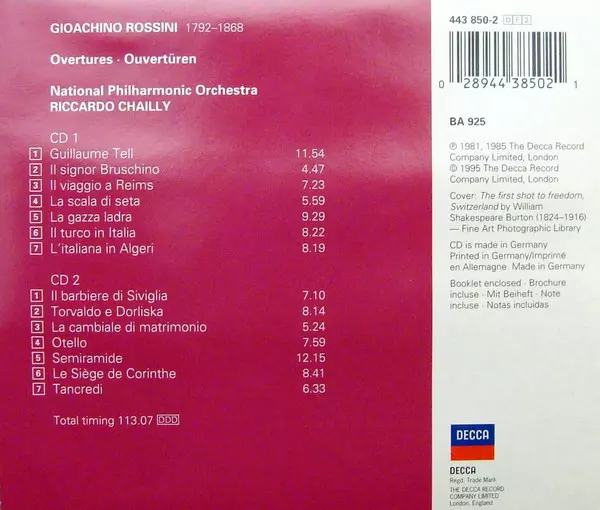 GIOACHINO ROSSINI 1792–1868
Overtures · Ouvertüren
National Philharmonic Orchestra
RICCARDO CHAILLY
CD 1
1 Guillaume Tell 11.54
2 Il signor Bruschino 4.47
3 Il viaggio a Reims 7.23
4 La scala di seta 5.59
5 La gazza ladra 9.29
6 Il turco in Italia 8.22
7 L'italiana in Algeri 8.19
CD 2
1 Il barbiere di Siviglia 7.10
2 Torvaldo e Dorliska 8.14
3 La cambiale di matrimonio 5.24
4 Otello 7.59
5 Semiramide 12.15
6 Le Siège de Corinthe 8.41
7 Tancredi 6.33
Total timing 113.07 DDD
443 850-2 DF2
0 28944 38502 1
BA 925
℗ 1981, 1985 The Decca Record
Company Limited, London
© 1995 The Decca Record
Company Limited, London
Cover: The first shot to freedom,
Switzerland by William
Shakespeare Burton (1824–1916)
— Fine Art Photographic Library
CD is made in Germany
Printed in Germany/Imprimé
en Allemagne. Made in Germany
Booklet enclosed · Brochure
incluse · Mit Beiheft · Note
incluse · Notas incluidas
DECCA
DECCA
Regd. Trade Mark
THE DECCA RECORD
COMPANY LIMITED
London, England